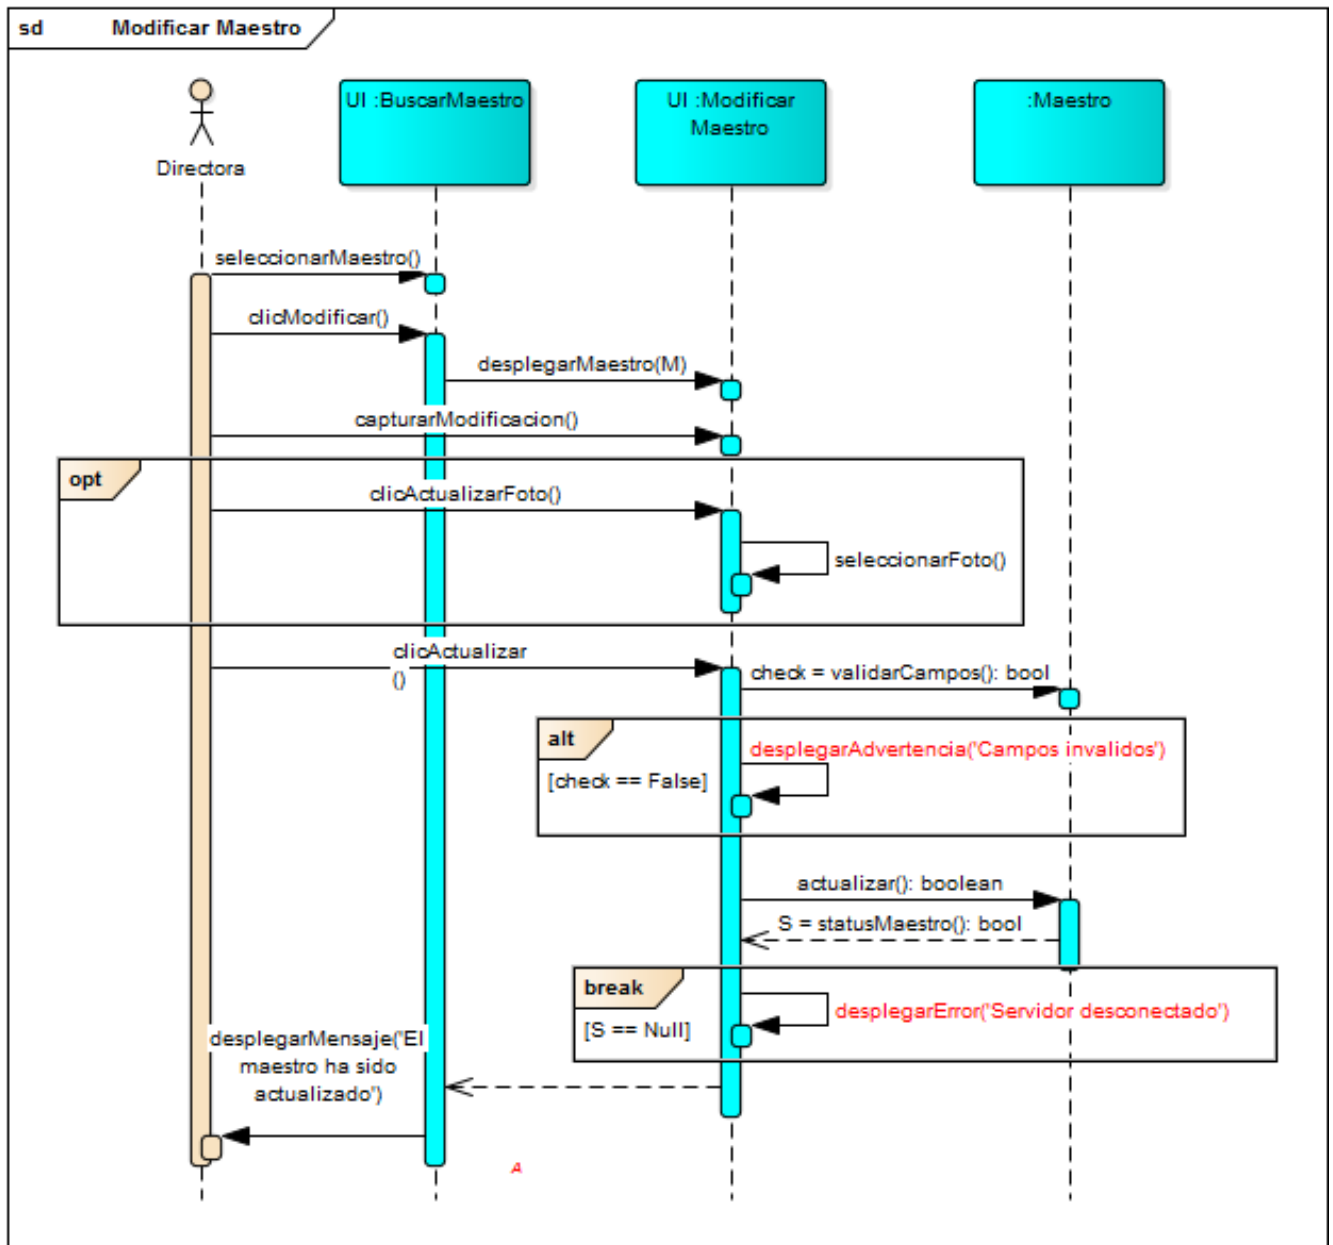 sd Modificar Maestro
Directora
UI :BuscarMaestro
UI :Modificar
Maestro
:Maestro
seleccionarMaestro()
clicModificar()
desplegarMaestro(M)
capturarModificacion()
opt
clicActualizarFoto()
seleccionarFoto()
clicActualizar
()
check = validarCampos(): bool
alt
[check == False]
desplegarAdvertencia('Campos invalidos')
actualizar(): boolean
S = statusMaestro(): bool
break
[S == Null]
desplegarError('Servidor desconectado')
desplegarMensaje('El
maestro ha sido
actualizado')
A